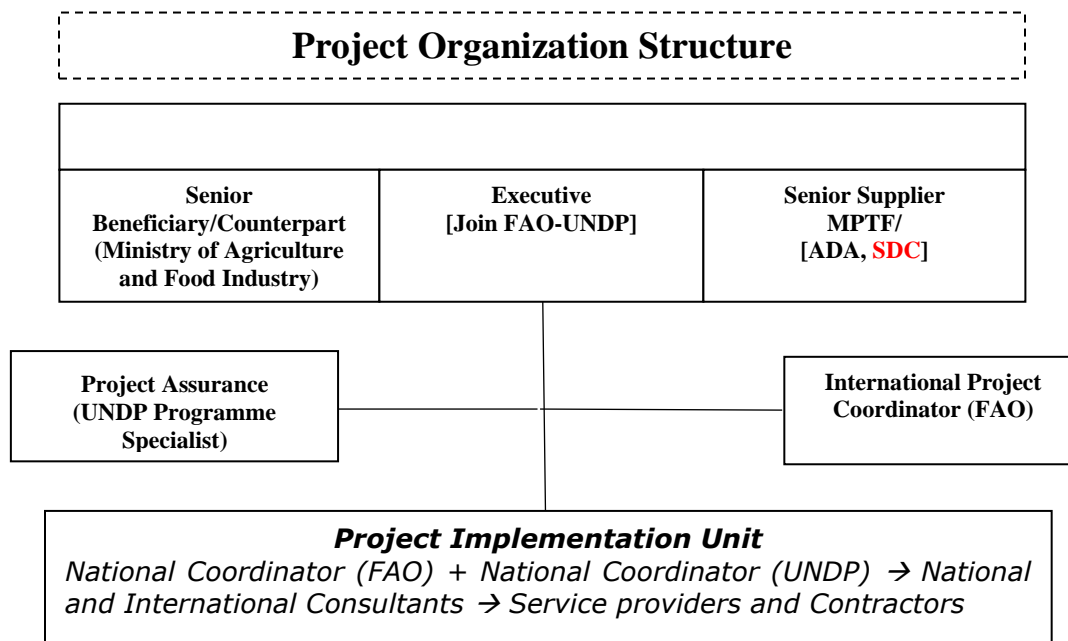 Project Organization Structure
Senior
Beneficiary/Counterpart
(Ministry of Agriculture
and Food Industry)
Executive
[Join FAO-UNDP]
Senior Supplier
MPTF/
[ADA, SDC]
Project Assurance
(UNDP Programme
Specialist)
International Project
Coordinator (FAO)
Project Implementation Unit
National Coordinator (FAO) + National Coordinator (UNDP) → National
and International Consultants → Service providers and Contractors